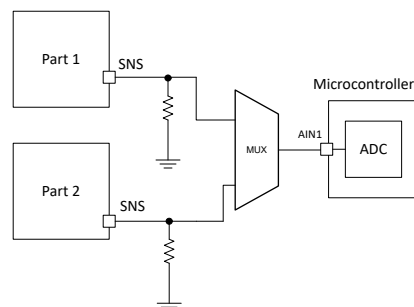 Part 1
SNS
Microcontroller
MUX
AIN1
ADC
Part 2
SNS